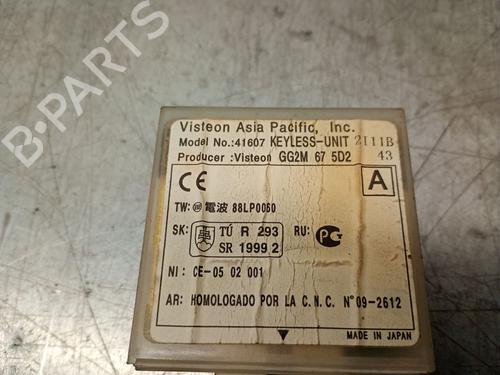 Visteon Asia Pacific, Inc.
Model No.:41607 KEYLESS-UNIT 2111B
Producer :Visteon GG2M 67 5D2 43
CE A
TW: 電波 88LP0060
SK: TÚ R 293 RU: PG
SR 1999 2
NI : CE-05 02 001
AR: HOMOLOGADO POR LA C.N.C. N°09-2612
MADE IN JAPAN
B-PARTS